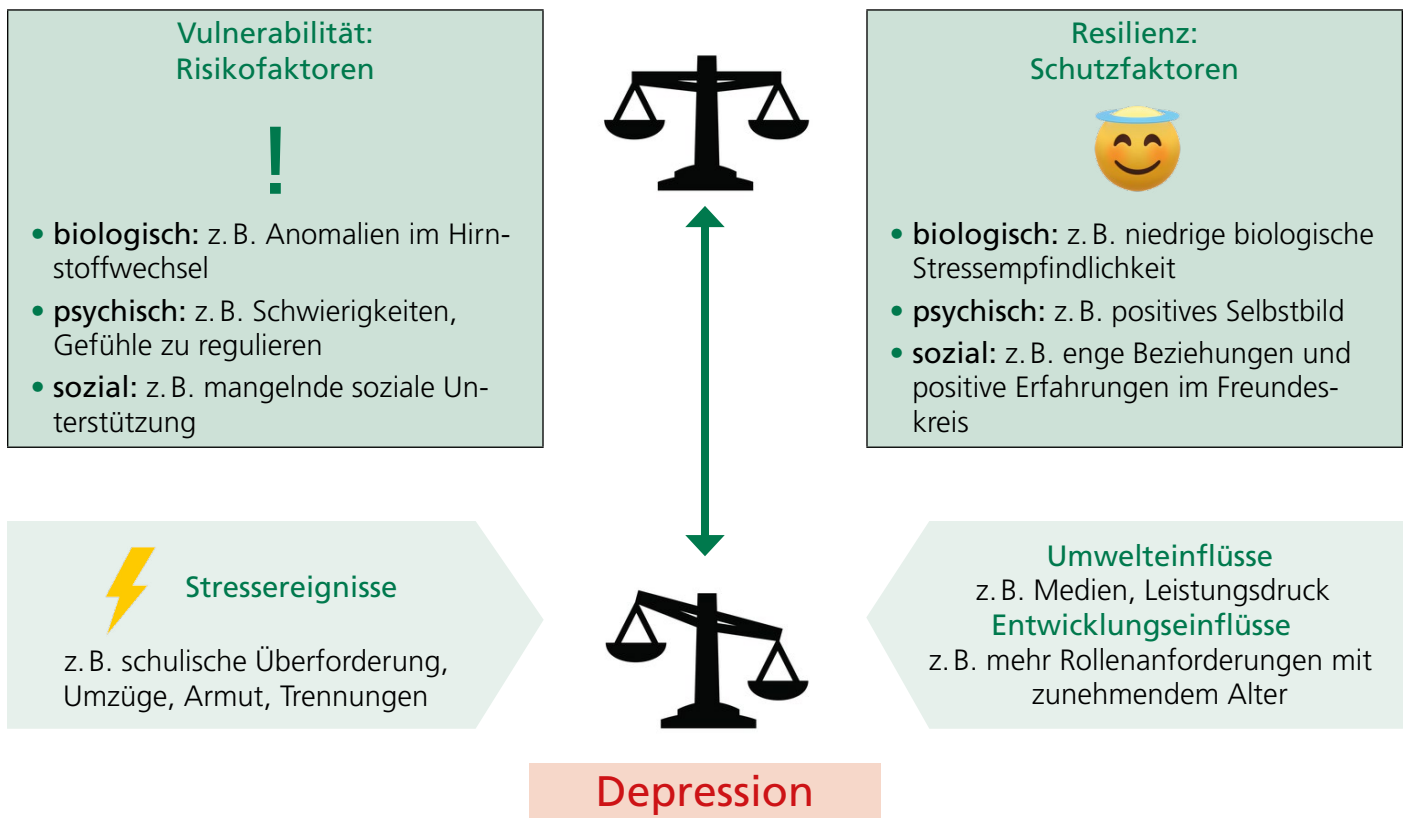 Vulnerabilität:
Risikofaktoren
!
• biologisch: z. B. Anomalien im Hirn-
stoffwechsel
• psychisch: z. B. Schwierigkeiten,
Gefühle zu regulieren
• sozial: z. B. mangelnde soziale Un-
terstützung
Resilienz:
Schutzfaktoren
• biologisch: z. B. niedrige biologische
Stressempfindlichkeit
• psychisch: z. B. positives Selbstbild
• sozial: z. B. enge Beziehungen und
positive Erfahrungen im Freundes-
kreis
Stressereignisse
z. B. schulische Überforderung,
Umzüge, Armut, Trennungen
Umwelteinflüsse
z. B. Medien, Leistungsdruck
Entwicklungseinflüsse
z. B. mehr Rollenanforderungen mit
zunehmendem Alter
Depression